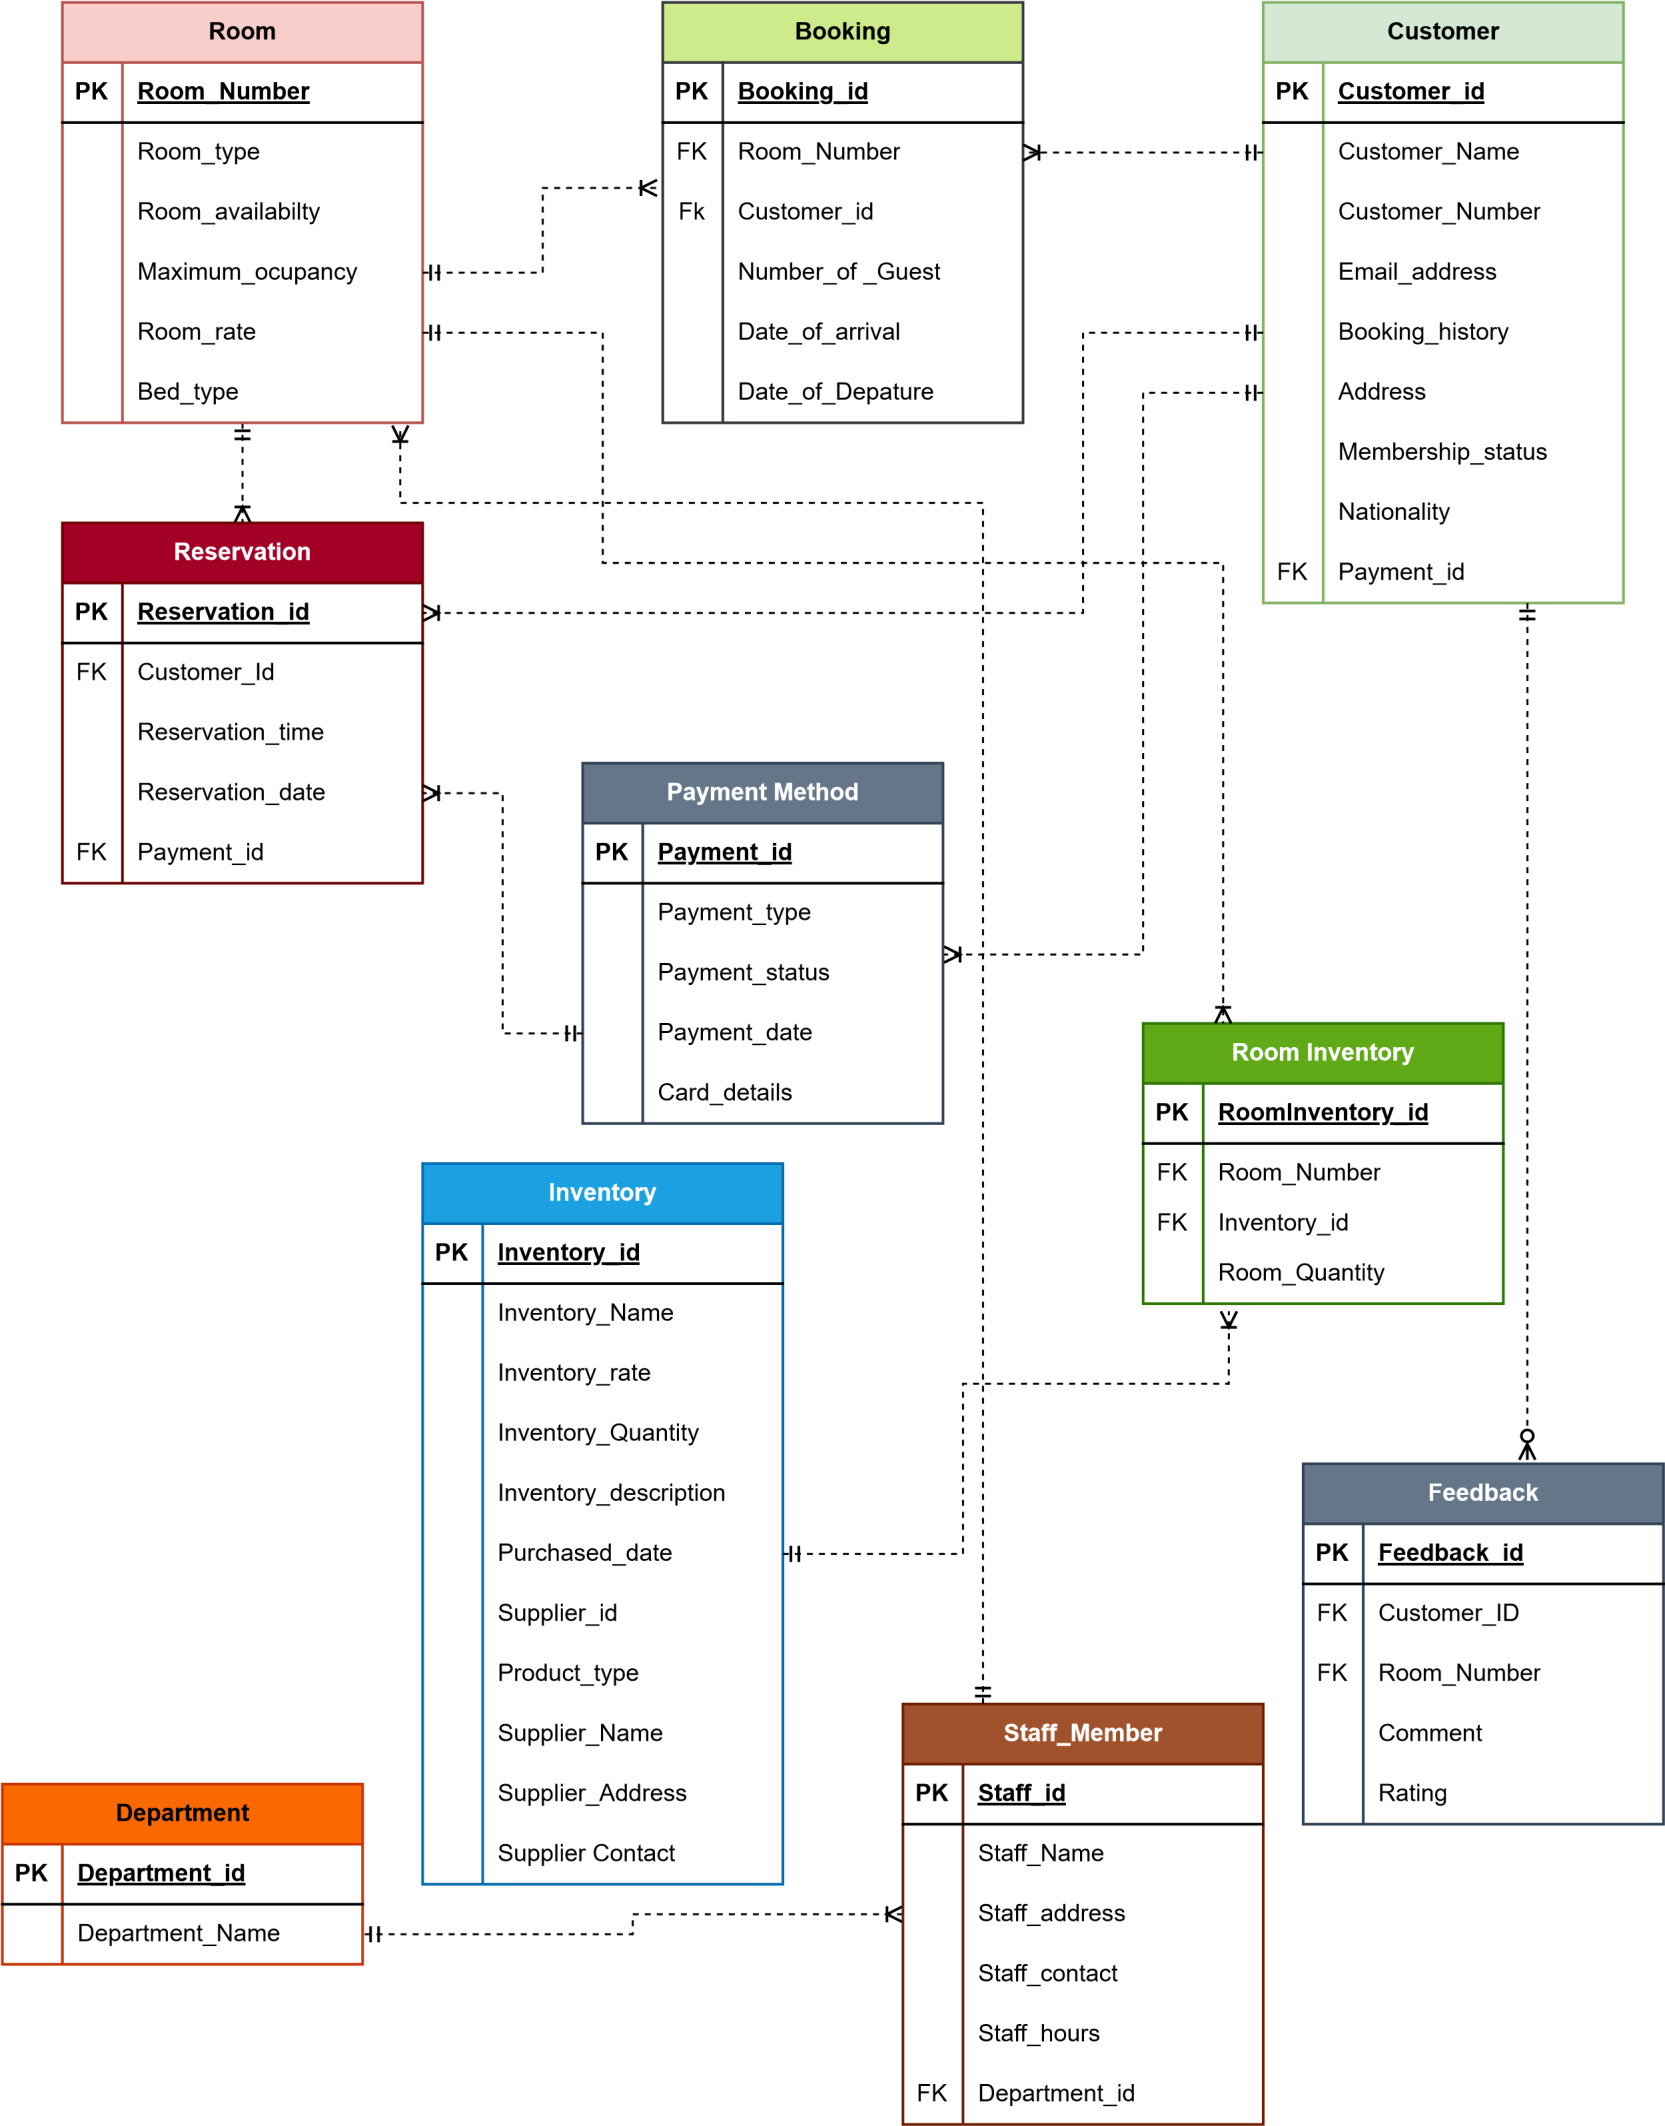 Room
PK Room_Number
Room_type
Room_availabilty
Maximum_ocupancy
Room_rate
Bed_type
Booking
PK Booking_id
FK Room_Number
Fk Customer_id
Number_of _Guest
Date_of_arrival
Date_of_Depature
Customer
PK Customer_id
Customer_Name
Customer_Number
Email_address
Booking_history
Address
Membership_status
Nationality
FK Payment_id
Reservation
PK Reservation_id
FK Customer_Id
Reservation_time
Reservation_date
FK Payment_id
Payment Method
PK Payment_id
Payment_type
Payment_status
Payment_date
Card_details
Room Inventory
PK RoomInventory_id
FK Room_Number
FK Inventory_id
Room_Quantity
Inventory
PK Inventory_id
Inventory_Name
Inventory_rate
Inventory_Quantity
Inventory_description
Purchased_date
Supplier_id
Product_type
Supplier_Name
Supplier_Address
Supplier Contact
Feedback
PK Feedback_id
FK Customer_ID
FK Room_Number
Comment
Rating
Department
PK Department_id
Department_Name
Staff_Member
PK Staff_id
Staff_Name
Staff_address
Staff_contact
Staff_hours
FK Department_id